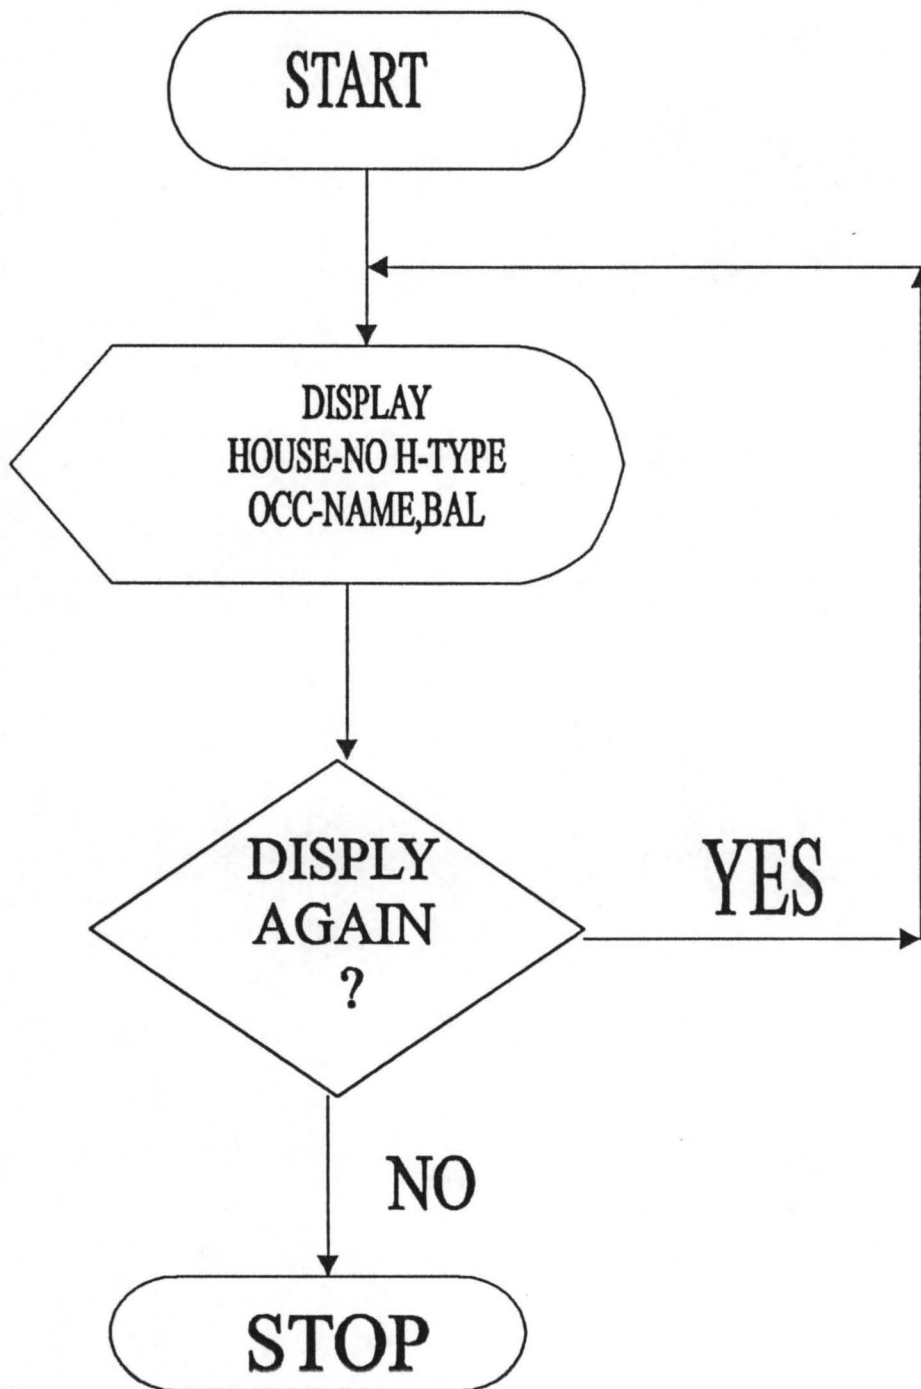 START
DISPLAY
HOUSE-NO H-TYPE
OCC-NAME,BAL
DISPLY
AGAIN
?
YES
NO
STOP